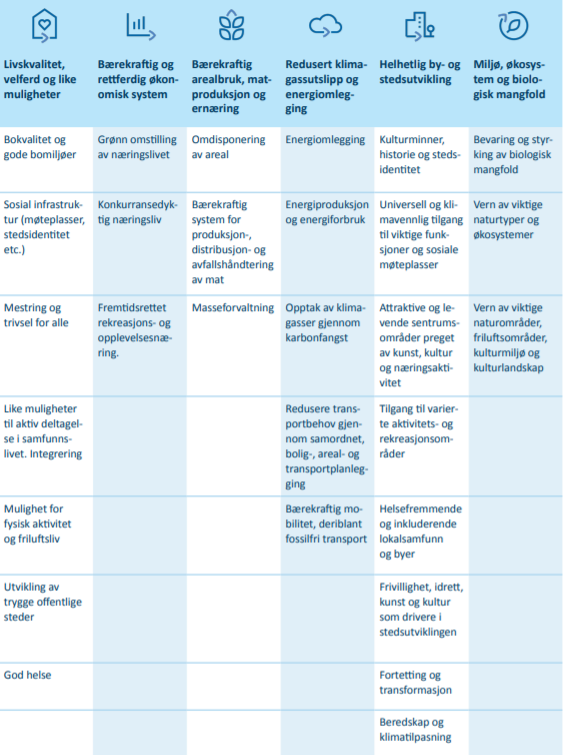 Livskvalitet,
velferd og like
muligheter
Bærekraftig og
rettferdig økon-
omisk system
Bærekraftig
arealbruk, mat-
produksjon og
ernæring
Redusert klima-
gassutslipp og
energiomleg-
ging
Helhetlig by- og
stedsutvikling
Miljø, økosys-
tem og biolo-
gisk mangfold
Bokvalitet og
gode bomiljøer
Grønn omstilling
av næringslivet
Omdisponering
av areal
Energiomlegging
Kulturminner,
historie og steds-
identitet
Bevaring og styr-
king av biologisk
mangfold
Sosial infrastruk-
tur (møteplasser,
stedsidentitet
etc.)
Konkurransedyk-
tig næringsliv
Bærekraftig
system for
produksjon-,
distribusjon- og
avfallshåndtering
av mat
Energiproduksjon
og energiforbruk
Universell og kli-
mavennlig tilgang
til viktige funk-
sjoner og sosiale
møteplasser
Vern av viktige
naturtyper og
økosystemer
Mestring og
trivsel for alle
Fremtidsrettet
rekreasjons- og
opplevelsesnæ-
ring.
Masseforvaltning
Opptak av klima-
gasser gjennom
karbonfangst
Attraktive og le-
vende sentrums-
områder preget
av kunst, kultur
og næringsakti-
vitet
Vern av viktige
naturområder,
friluftsområder,
kulturmiljø og
kulturlandskap
Like muligheter
til aktiv deltagel-
se i samfunns-
livet. Integrering
Redusere trans-
portbehov gjen-
nom samordnet,
bolig-, areal- og
transportplanleg-
ging
Tilgang til varier-
te aktivitets- og
rekreasjonsom-
råder
Mulighet for
fysisk aktivitet
og friluftsliv
Bærekraftig mo-
bilitet, deriblant
fossilfri transport
Helsefremmende
og inkluderende
lokalsamfunn
og byer
Utvikling av
trygge offentlige
steder
Frivillighet, idrett,
kunst og kultur
som drivere i
stedsutviklingen
God helse
Fortetting og
transformasjon
Beredskap og
klimatilpasning